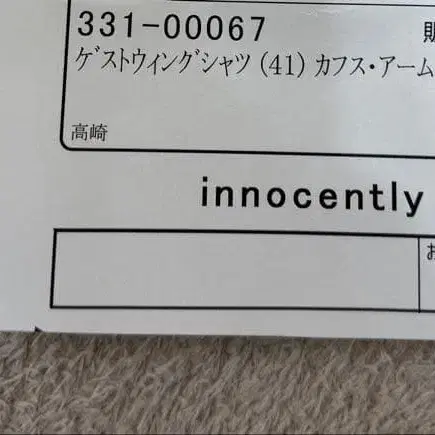 331-00067
ｹﾞｽﾄｳｨﾝｸﾞｼｬﾂ (41) ｶﾌｽ・ｱｰﾑ
高崎
innocently